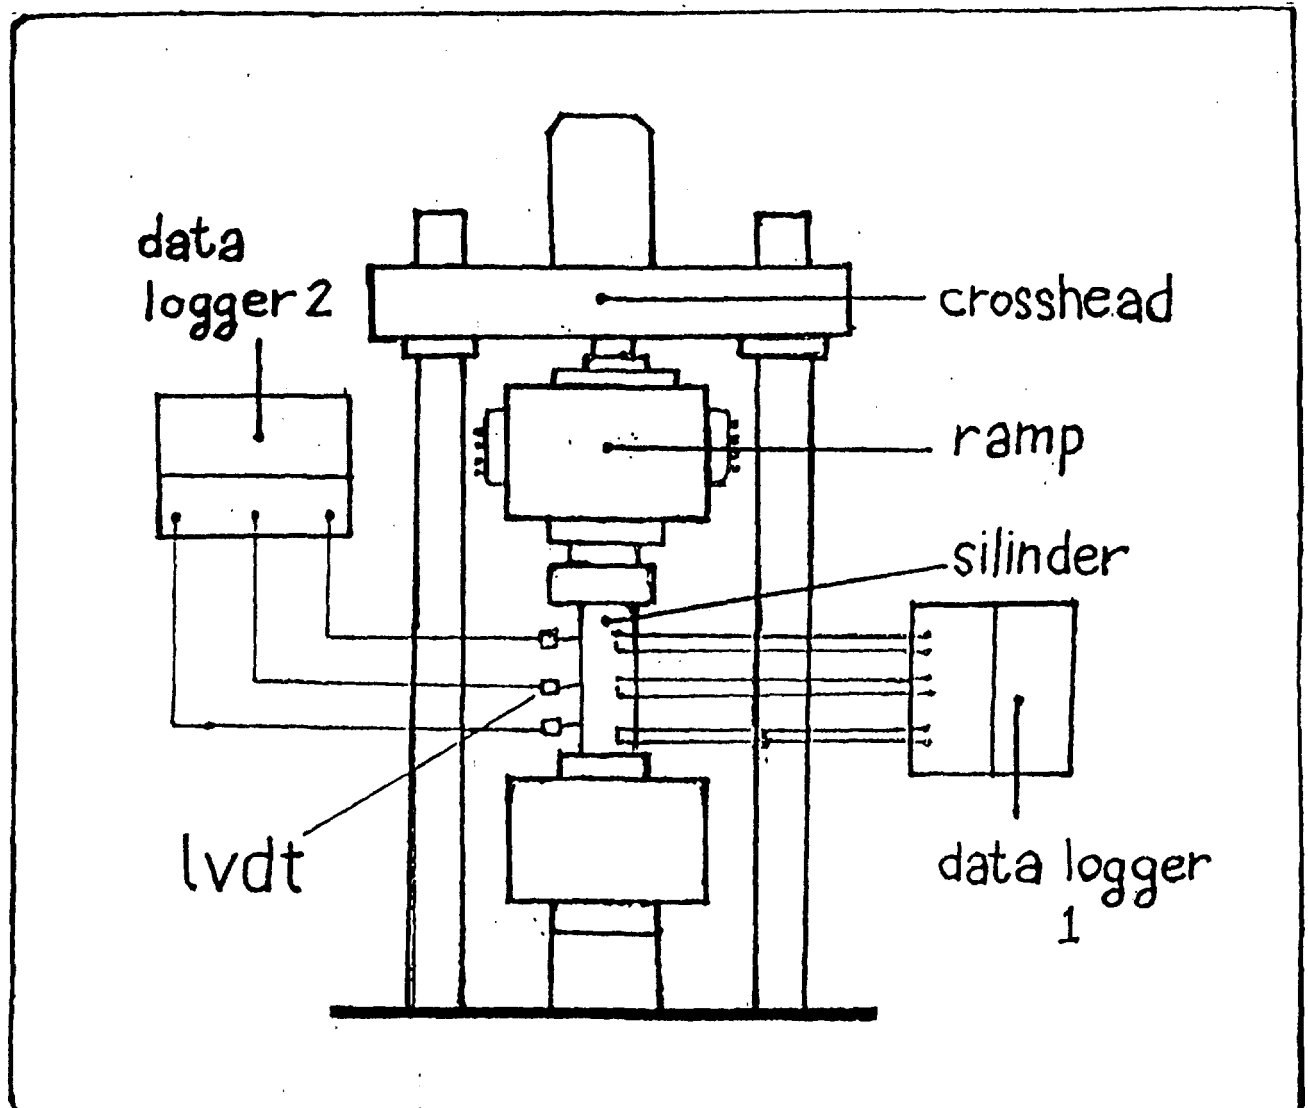 data
logger 2
crosshead
ramp
silinder
lvdt
data logger
1